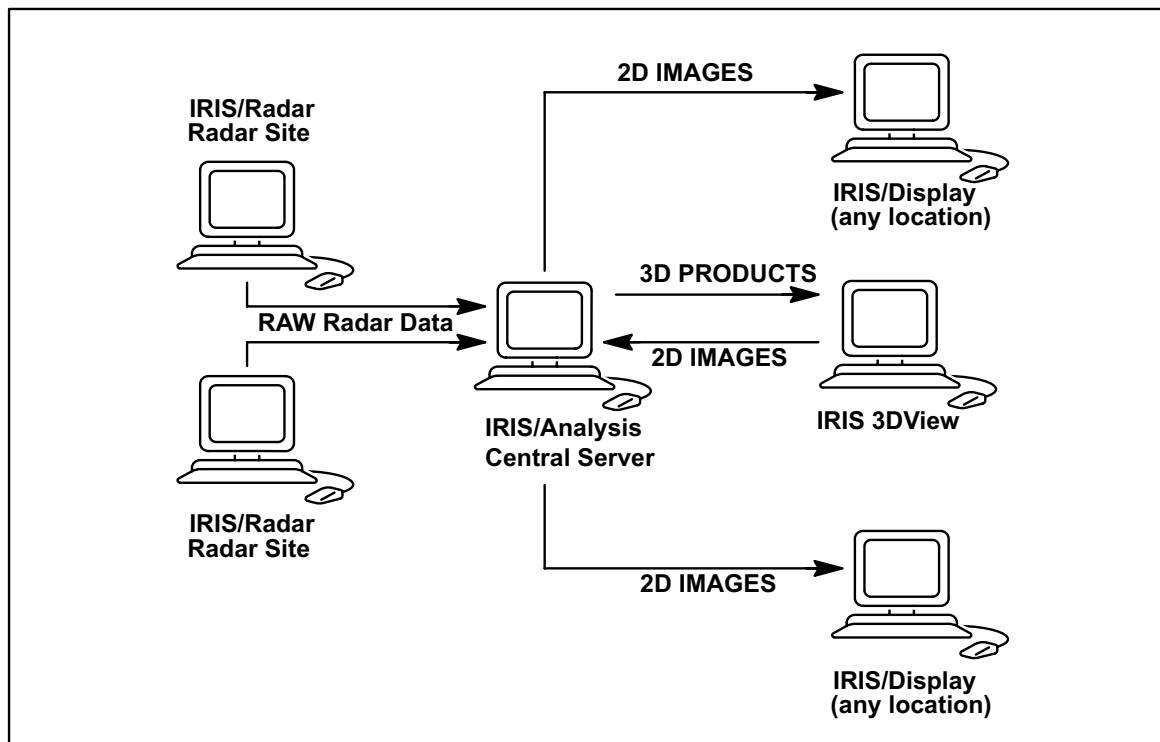 2D IMAGES
IRIS/Radar
Radar Site
IRIS/Display
(any location)
3D PRODUCTS
RAW Radar Data
2D IMAGES
IRIS/Analysis
Central Server
IRIS 3DView
IRIS/Radar
Radar Site
2D IMAGES
IRIS/Display
(any location)